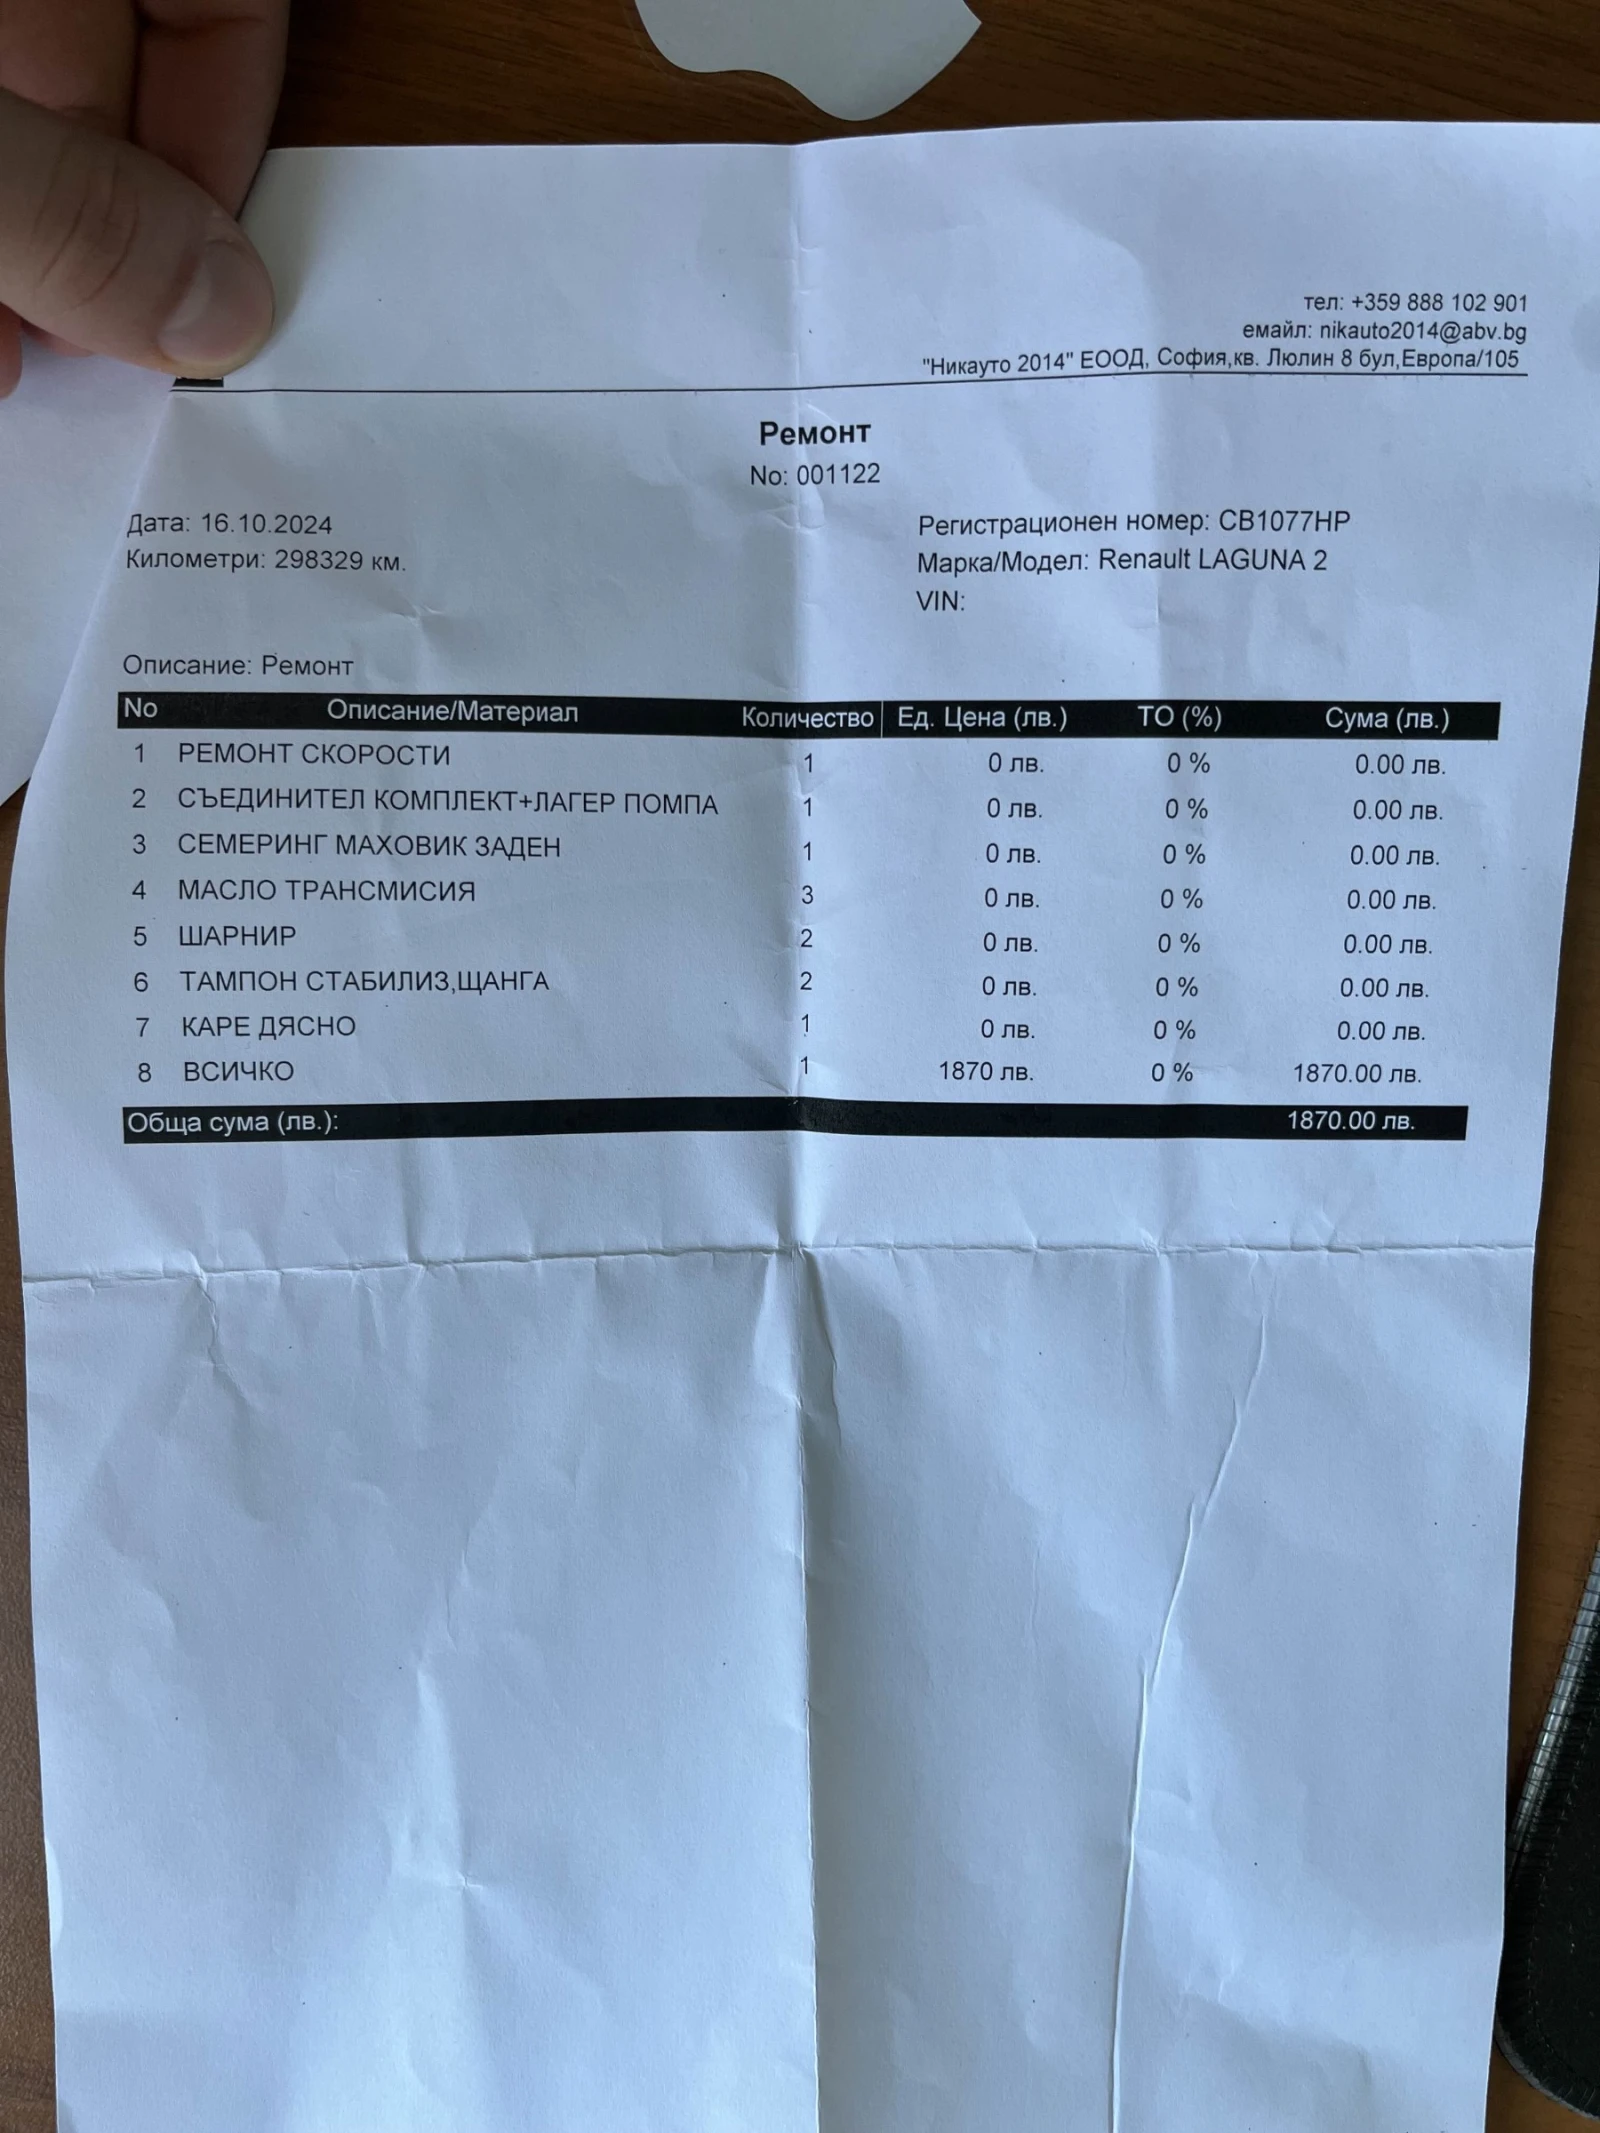 тел: +359 888 102 901
емайл: nikauto2014@abv.bg
"Никауто 2014" ЕООД, София,кв. Люлин 8 бул,Европа/105
Ремонт
No: 001122
Дата: 16.10.2024
Километри: 298329 км.
Регистрационен номер: CB1077HP
Марка/Модел: Renault LAGUNA 2
VIN:
Описание: Ремонт
No Описание/Материал Количество Ед. Цена (лв.) ТО (%) Сума (лв.)
1 РЕМОНТ СКОРОСТИ 1 0 лв. 0 % 0.00 лв.
2 СЪЕДИНИТЕЛ КОМПЛЕКТ+ЛАГЕР ПОМПА 1 0 лв. 0 % 0.00 лв.
3 СЕМЕРИНГ МАХОВИК ЗАДЕН 1 0 лв. 0 % 0.00 лв.
4 МАСЛО ТРАНСМИСИЯ 3 0 лв. 0 % 0.00 лв.
5 ШАРНИР 2 0 лв. 0 % 0.00 лв.
6 ТАМПОН СТАБИЛИЗ,ЩАНГА 2 0 лв. 0 % 0.00 лв.
7 КАРЕ ДЯСНО 1 0 лв. 0 % 0.00 лв.
8 ВСИЧКО 1 1870 лв. 0 % 1870.00 лв.
Обща сума (лв.): 1870.00 лв.